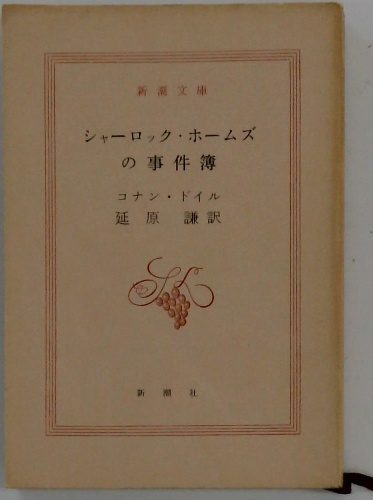 新潮文庫
シャーロック・ホームズ
の事件簿
コナン・ドイル
延原 謙訳
新潮社